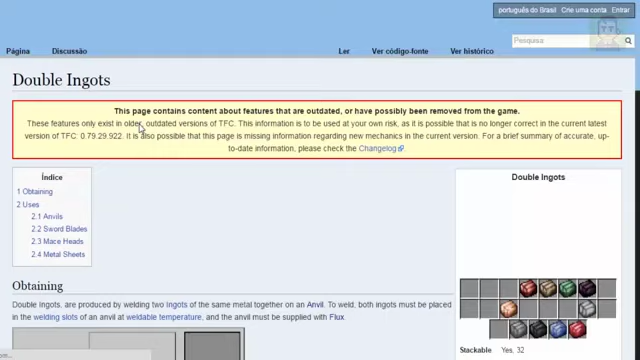 português do Brasil Crie uma conta Entrar
Pesquisa
Página Discussão Ler Ver código-fonte Ver histórico
Double Ingots
This page contains content about features that are outdated, or have possibly been removed from the game.
These features only exist in older, outdated versions of TFC. This information is to be used at your own risk, as it is possible that is no longer correct in the current latest
version of TFC: 0.79.29.922. It is also possible that this page is missing information regarding new mechanics in the current version. For a brief summary of accurate, up-
to-date information, please check the Changelog
Índice
1 Obtaining
2 Uses
2.1 Anvils
2.2 Sword Blades
2.3 Mace Heads
2.4 Metal Sheets
Double Ingots
Obtaining
Double Ingots, are produced by welding two Ingots of the same metal together on an Anvil. To weld, both ingots must be placed
in the welding slots of an anvil at weldable temperature, and the anvil must be supplied with Flux.
Stackable Yes, 32